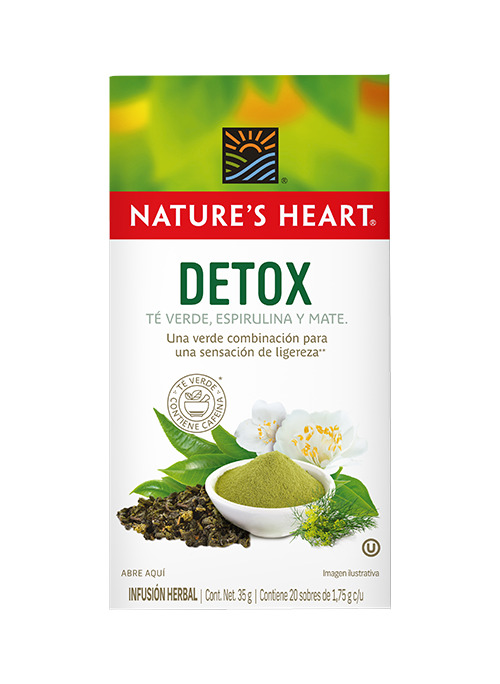 ®
NATURE'S HEART®
DETOX
TÉ VERDE, ESPIRULINA Y MATE.
Una verde combinación para
una sensación de ligereza**
TÉ VERDE*
CONTIENE CAFEÍNA
U
ABRE AQUÍ
Imagen ilustrativa
INFUSIÓN HERBAL | Cont. Net. 35 g | Contiene 20 sobres de 1,75 g c/u